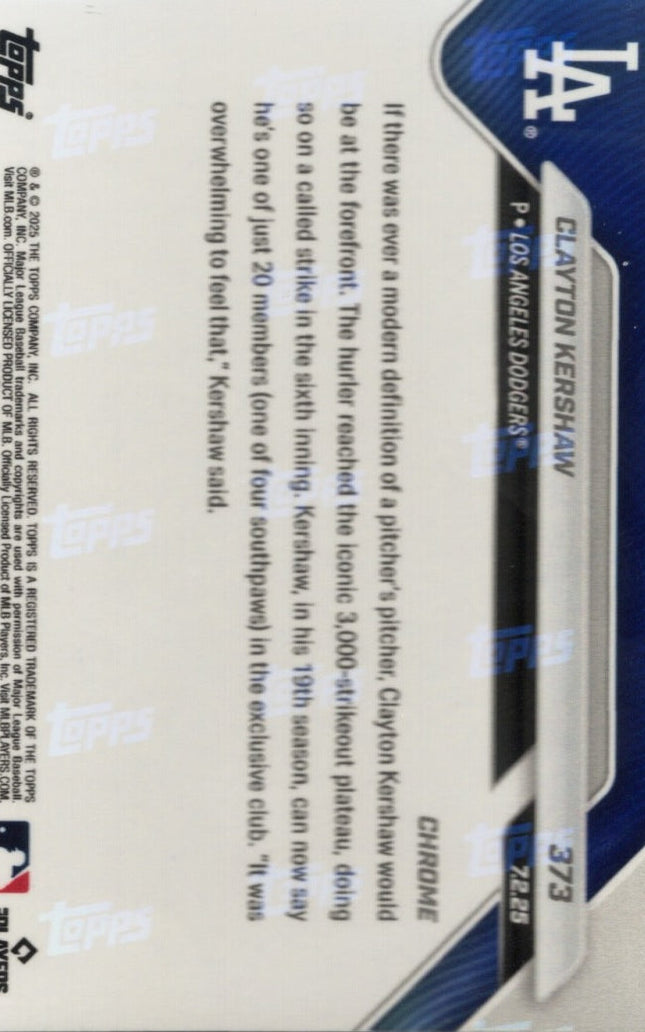 LA®
CLAYTON KERSHAW 373
P • LOS ANGELES DODGERS® 7.2.25
CHROME
If there was ever a modern definition of a pitcher's pitcher, Clayton Kershaw would
be at the forefront. The hurler reached the iconic 3,000-strikeout plateau, doing
so on a called strike in the sixth inning. Kershaw, in his 19th season, can now say
he's one of just 20 members (one of four southpaws) in the exclusive club. "It was
overwhelming to feel that," Kershaw said.
topps®
® & © 2025 THE TOPPS COMPANY, INC. ALL RIGHTS RESERVED. TOPPS IS A REGISTERED TRADEMARK OF THE TOPPS
COMPANY, INC. Major League Baseball trademarks and copyrights are used with permission of Major League Baseball.
Visit MLB.com. OFFICIALLY LICENSED PRODUCT OF MLB. Officially Licensed Product of MLB Players, Inc. Visit MLBPLAYERS.COM.
PLAYERS